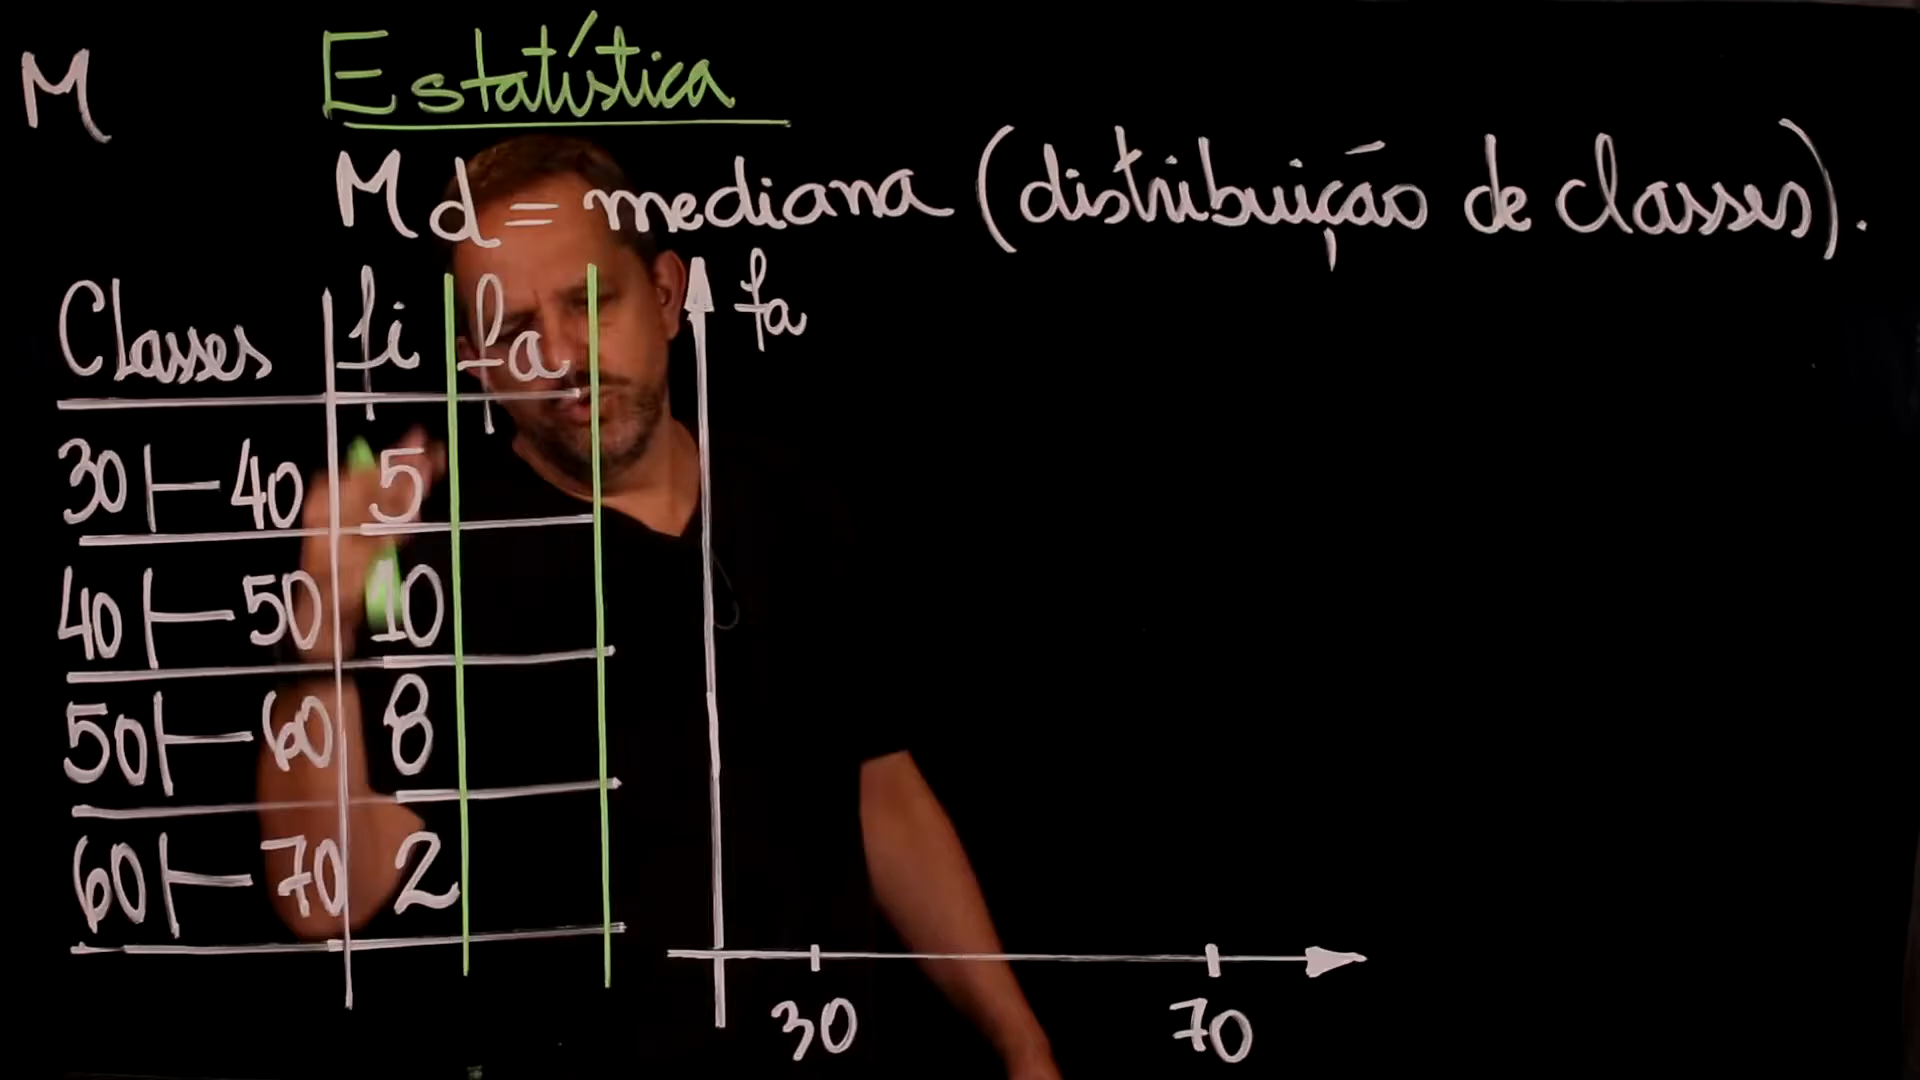 M Estatística
Md = mediana (distribuição de classes).
Classes fi fa
30 ⊢ 40 5
40 ⊢ 50 10
50 ⊢ 60 8
60 ⊢ 70 2
fa
30 70